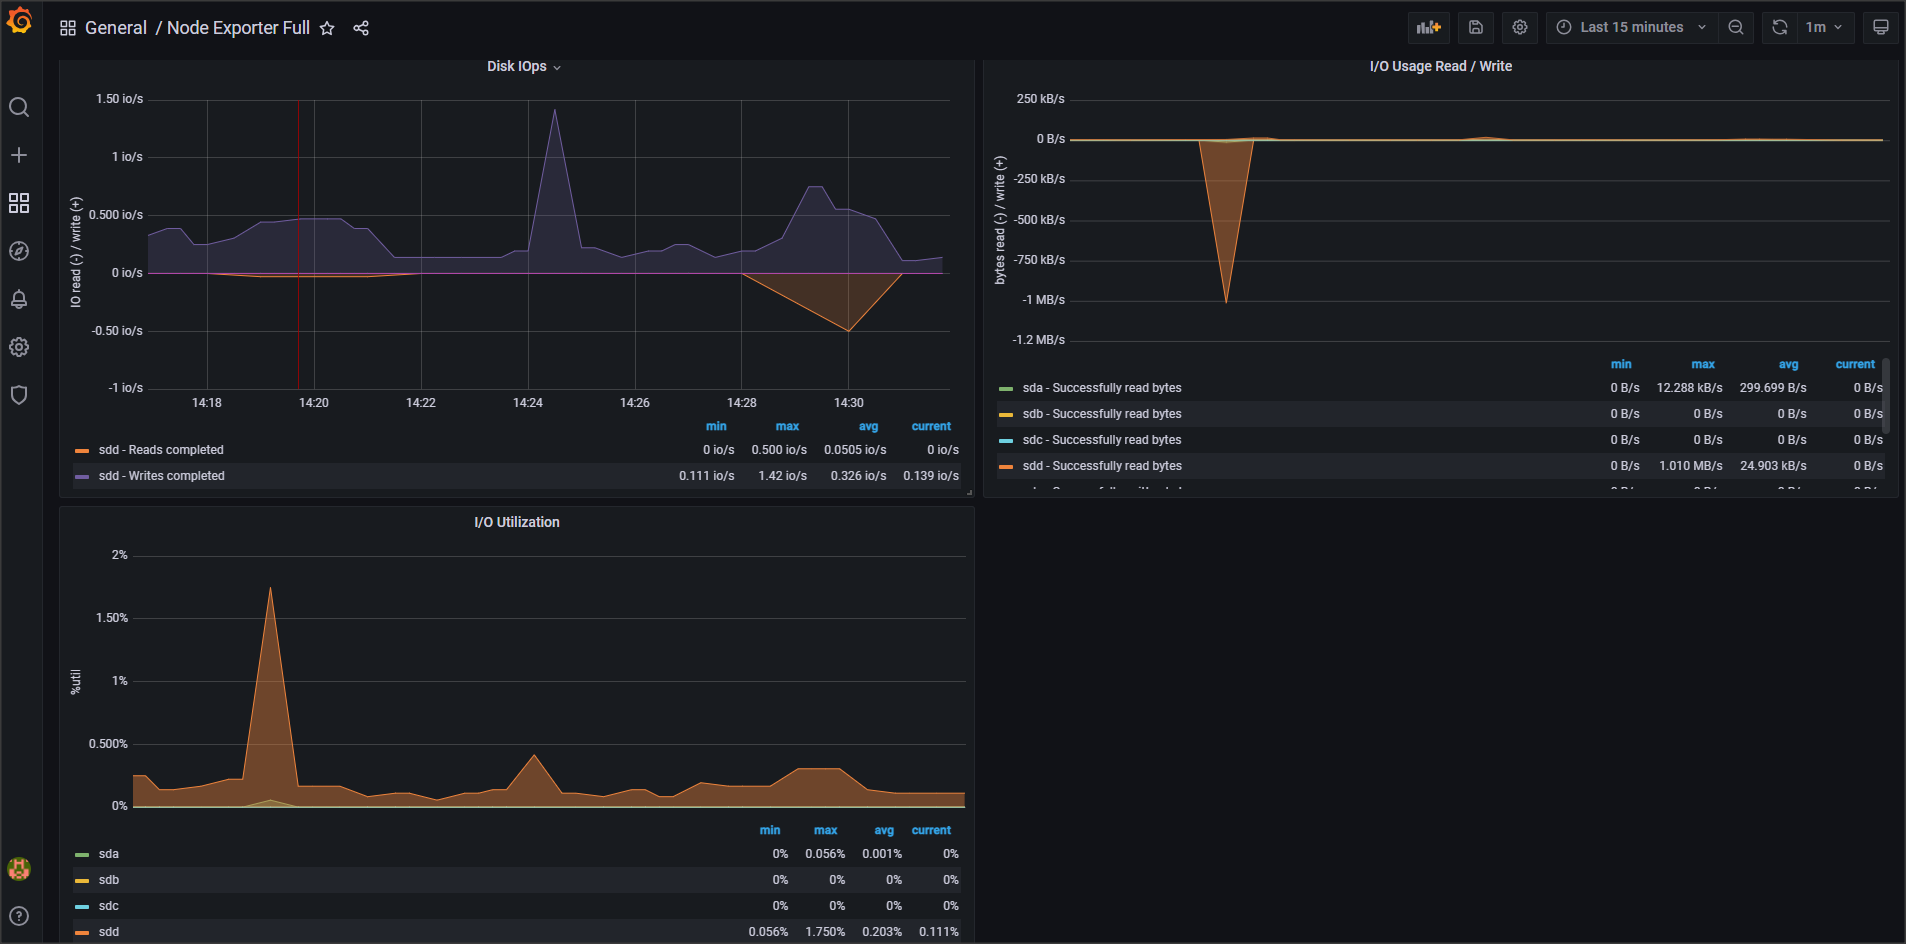 General / Node Exporter Full
Last 15 minutes
1m
Disk IOps
1.50 io/s
1 io/s
0.500 io/s
0 io/s
-0.50 io/s
-1 io/s
IO read (-) / write (+)
14:18 14:20 14:22 14:24 14:26 14:28 14:30
min max avg current
sdd - Reads completed 0 io/s 0.500 io/s 0.0505 io/s 0 io/s
sdd - Writes completed 0.111 io/s 1.42 io/s 0.326 io/s 0.139 io/s
I/O Usage Read / Write
250 kB/s
0 B/s
-250 kB/s
-500 kB/s
-750 kB/s
-1 MB/s
-1.2 MB/s
bytes read (-) / write (+)
min max avg current
sda - Successfully read bytes 0 B/s 12.288 kB/s 299.699 B/s 0 B/s
sdb - Successfully read bytes 0 B/s 0 B/s 0 B/s 0 B/s
sdc - Successfully read bytes 0 B/s 0 B/s 0 B/s 0 B/s
sdd - Successfully read bytes 0 B/s 1.010 MB/s 24.903 kB/s 0 B/s
I/O Utilization
2%
1.50%
1%
0.500%
0%
%util
min max avg current
sda 0% 0.056% 0.001% 0%
sdb 0% 0% 0% 0%
sdc 0% 0% 0% 0%
sdd 0.056% 1.750% 0.203% 0.111%